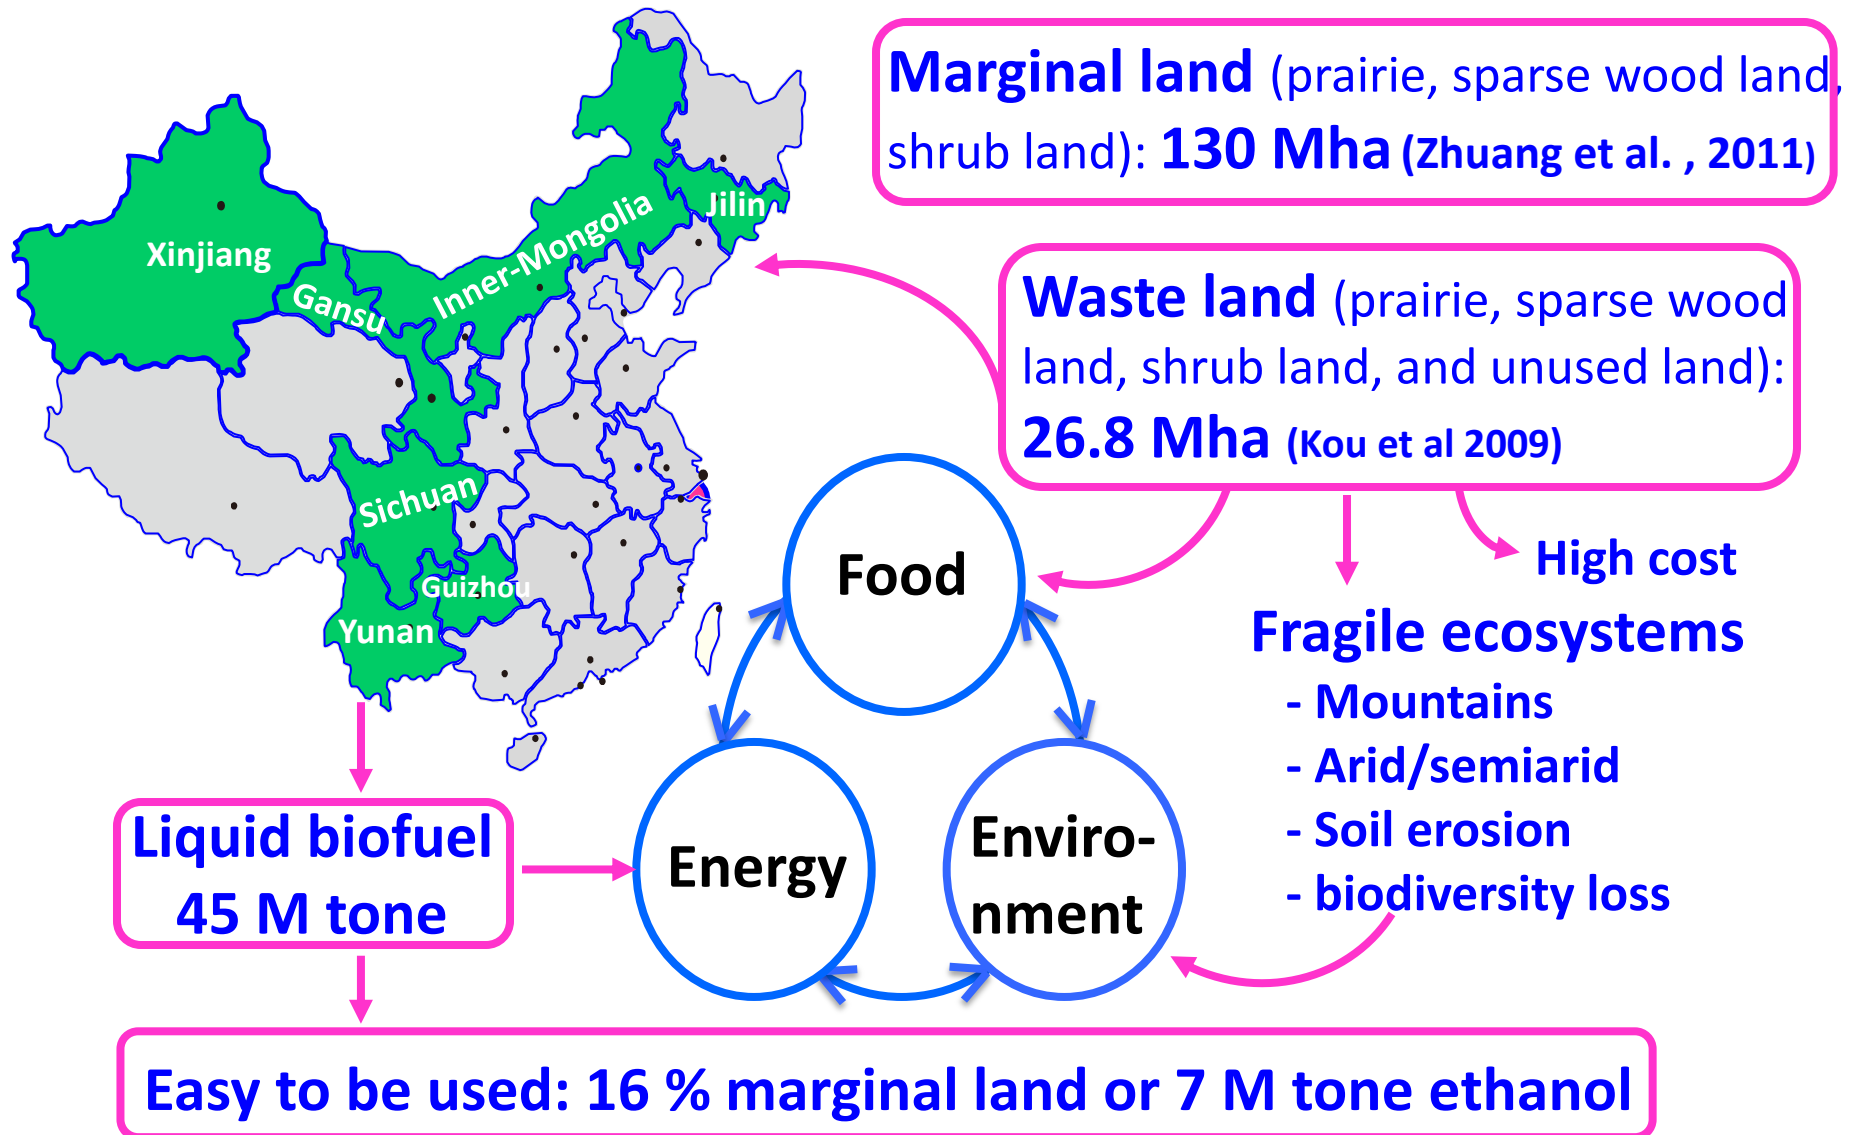 Marginal land (prairie, sparse wood land,
shrub land): 130 Mha (Zhuang et al. , 2011)
Xinjiang
Gansu
Inner-Mongolia
Jilin
Sichuan
Guizhou
Yunan
Waste land (prairie, sparse wood
land, shrub land, and unused land):
26.8 Mha (Kou et al 2009)
Food
Energy
Enviro-
nment
High cost
Fragile ecosystems
- Mountains
- Arid/semiarid
- Soil erosion
- biodiversity loss
Liquid biofuel
45 M tone
Easy to be used: 16 % marginal land or 7 M tone ethanol